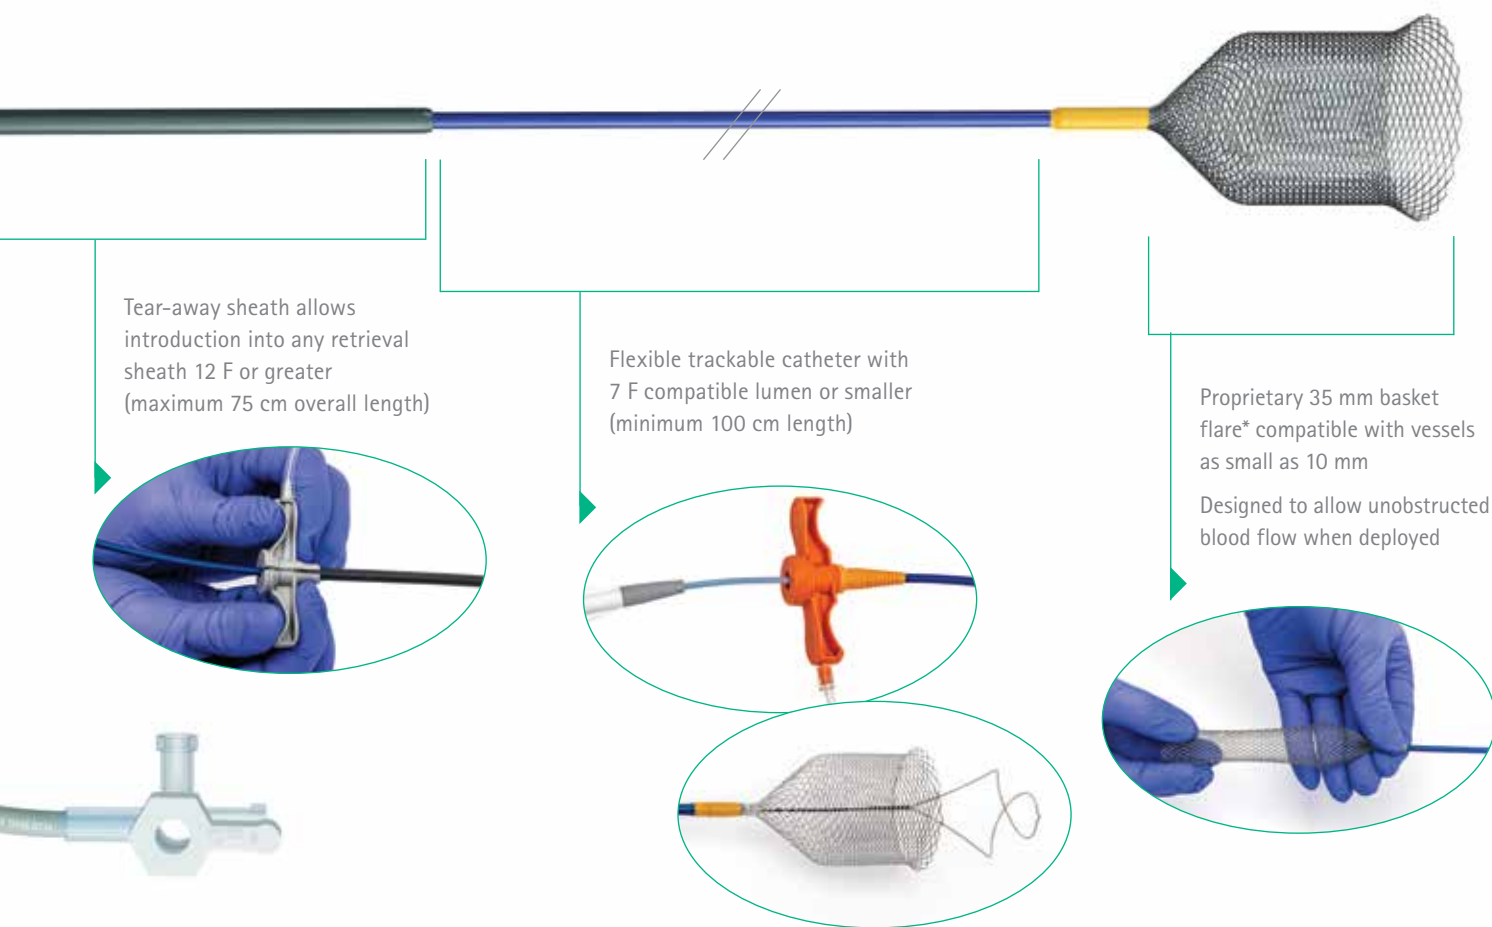 Tear-away sheath allows
introduction into any retrieval
sheath 12 F or greater
(maximum 75 cm overall length)
Flexible trackable catheter with
7 F compatible lumen or smaller
(minimum 100 cm length)
Proprietary 35 mm basket
flare* compatible with vessels
as small as 10 mm
Designed to allow unobstructed
blood flow when deployed